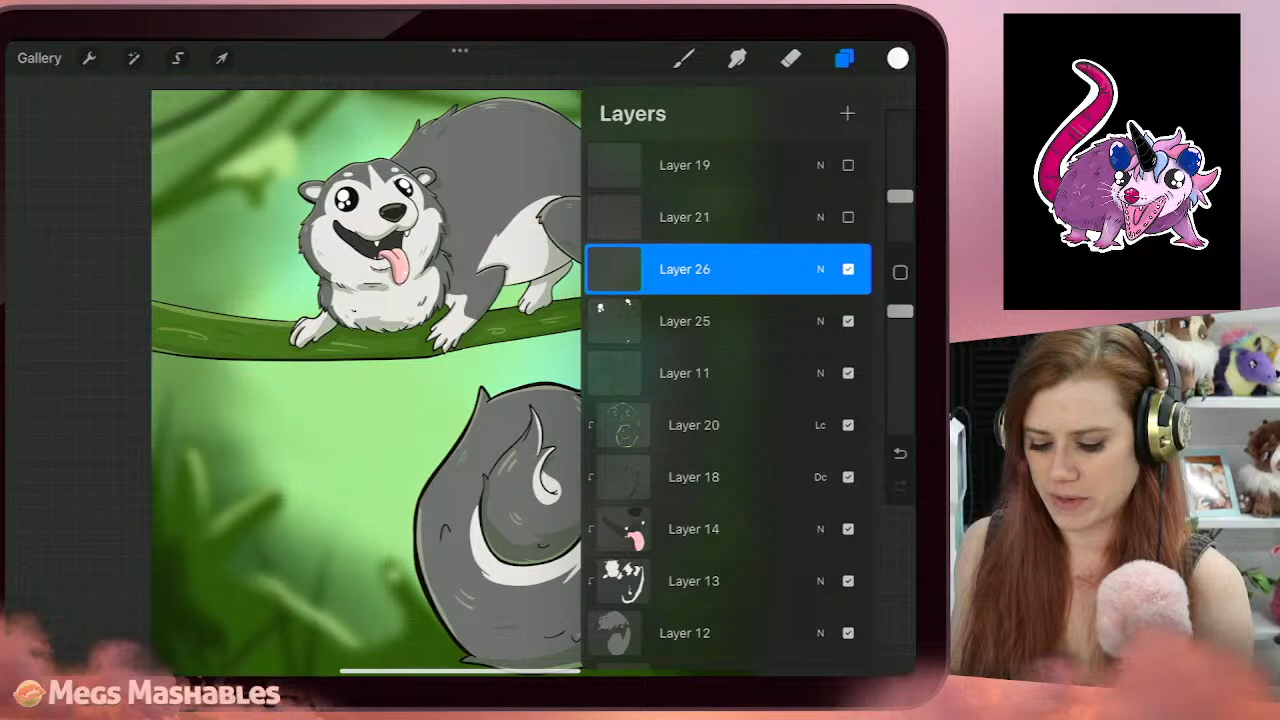 Gallery
Layers
Layer 19 N
Layer 21 N
Layer 26 N
Layer 25 N
Layer 11 N
Layer 20 Lc
Layer 18 Dc
Layer 14 N
Layer 13 N
Layer 12 N
Megs Mashables